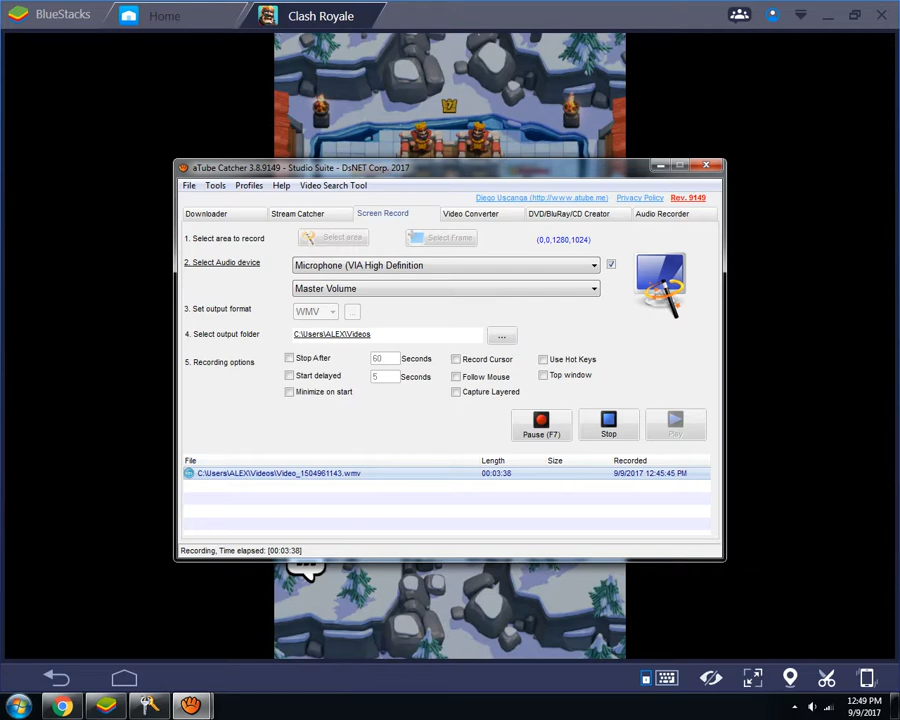 BlueStacks Home Clash Royale
7
aTube Catcher 3.8.9149 - Studio Suite - DsNET Corp. 2017
File Tools Profiles Help Video Search Tool
Diego Uscanga (http://www.atube.me) Privacy Policy Rev. 9149
Downloader Stream Catcher Screen Record Video Converter DVD/BluRay/CD Creator Audio Recorder
1. Select area to record Select area Select Frame (0,0,1280,1024)
2. Select Audio device Microphone (VIA High Definition
Master Volume
3. Set output format WMV ...
4. Select output folder C:\Users\ALEX\Videos ...
5. Recording options Stop After 60 Seconds Record Cursor Use Hot Keys
Start delayed 5 Seconds Follow Mouse Top window
Minimize on start Capture Layered
Pause (F7) Stop Play
File Length Size Recorded
C:\Users\ALEX\Videos\Video_1504961143.wmv 00:03:38 9/9/2017 12:45:45 PM
Recording, Time elapsed: [00:03:38]
12:49 PM
9/9/2017